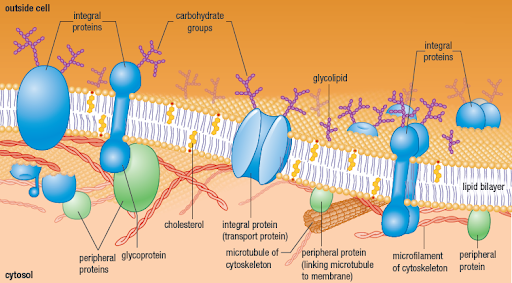 outside cell
integral
proteins
carbohydrate
groups
glycolipid
integral
proteins
lipid bilayer
cholesterol
integral protein
(transport protein)
peripheral
proteins
glycoprotein
microtubule of
cytoskeleton
peripheral protein
(linking microtubule
to membrane)
microfilament
of cytoskeleton
peripheral
protein
cytosol